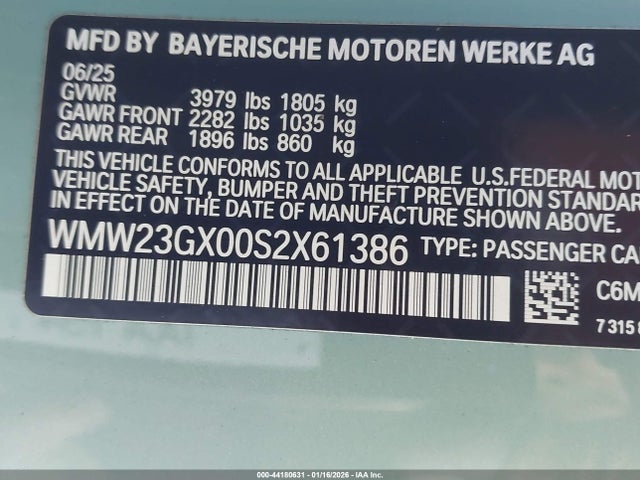 MFD BY BAYERISCHE MOTOREN WERKE AG
06/25
GVWR 3979 lbs 1805 kg
GAWR FRONT 2282 lbs 1035 kg
GAWR REAR 1896 lbs 860 kg
THIS VEHICLE CONFORMS TO ALL APPLICABLE U.S.FEDERAL MOT
VEHICLE SAFETY, BUMPER AND THEFT PREVENTION STANDAR
IN EFFECT ON THE DATE OF MANUFACTURE SHOWN ABOVE.
WMW23GX00S2X61386 TYPE: PASSENGER CA
C6M
7 315 8
000-44180631 - 01/16/2026 - IAA Inc.